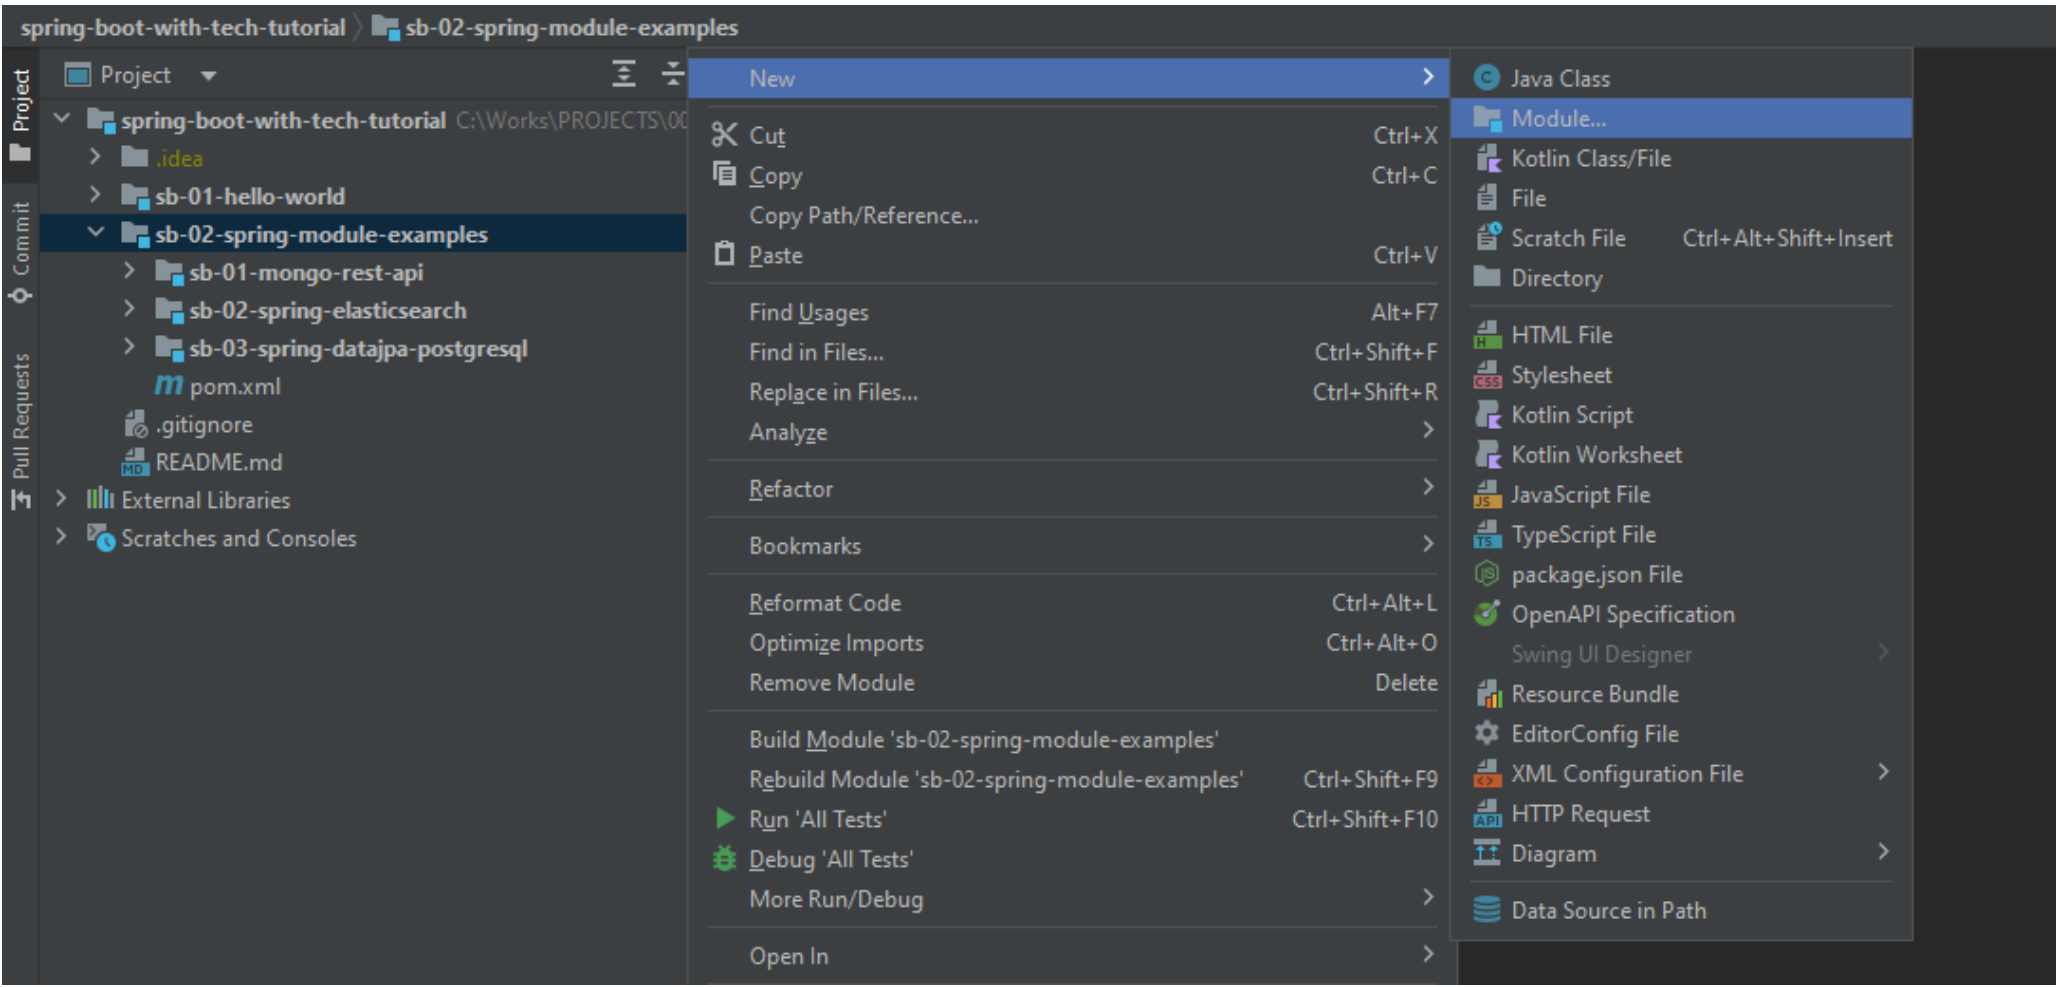 spring-boot-with-tech-tutorial sb-02-spring-module-examples
Project
Commit
Pull Requests
Project
spring-boot-with-tech-tutorial C:\Works\PROJECTS\00
.idea
sb-01-hello-world
sb-02-spring-module-examples
sb-01-mongo-rest-api
sb-02-spring-elasticsearch
sb-03-spring-datajpa-postgresql
m pom.xml
.gitignore
MD README.md
External Libraries
Scratches and Consoles
New
Cut Ctrl+X
Copy Ctrl+C
Copy Path/Reference...
Paste Ctrl+V
Find Usages Alt+F7
Find in Files... Ctrl+Shift+F
Replace in Files... Ctrl+Shift+R
Analyze
Refactor
Bookmarks
Reformat Code Ctrl+Alt+L
Optimize Imports Ctrl+Alt+O
Remove Module Delete
Build Module 'sb-02-spring-module-examples'
Rebuild Module 'sb-02-spring-module-examples' Ctrl+Shift+F9
Run 'All Tests' Ctrl+Shift+F10
Debug 'All Tests'
More Run/Debug
Open In
C Java Class
Module...
Kotlin Class/File
File
Scratch File Ctrl+Alt+Shift+Insert
Directory
H HTML File
CSS Stylesheet
Kotlin Script
Kotlin Worksheet
JS JavaScript File
TS TypeScript File
JS package.json File
OpenAPI Specification
Swing UI Designer
Resource Bundle
EditorConfig File
<> XML Configuration File
API HTTP Request
Diagram
Data Source in Path